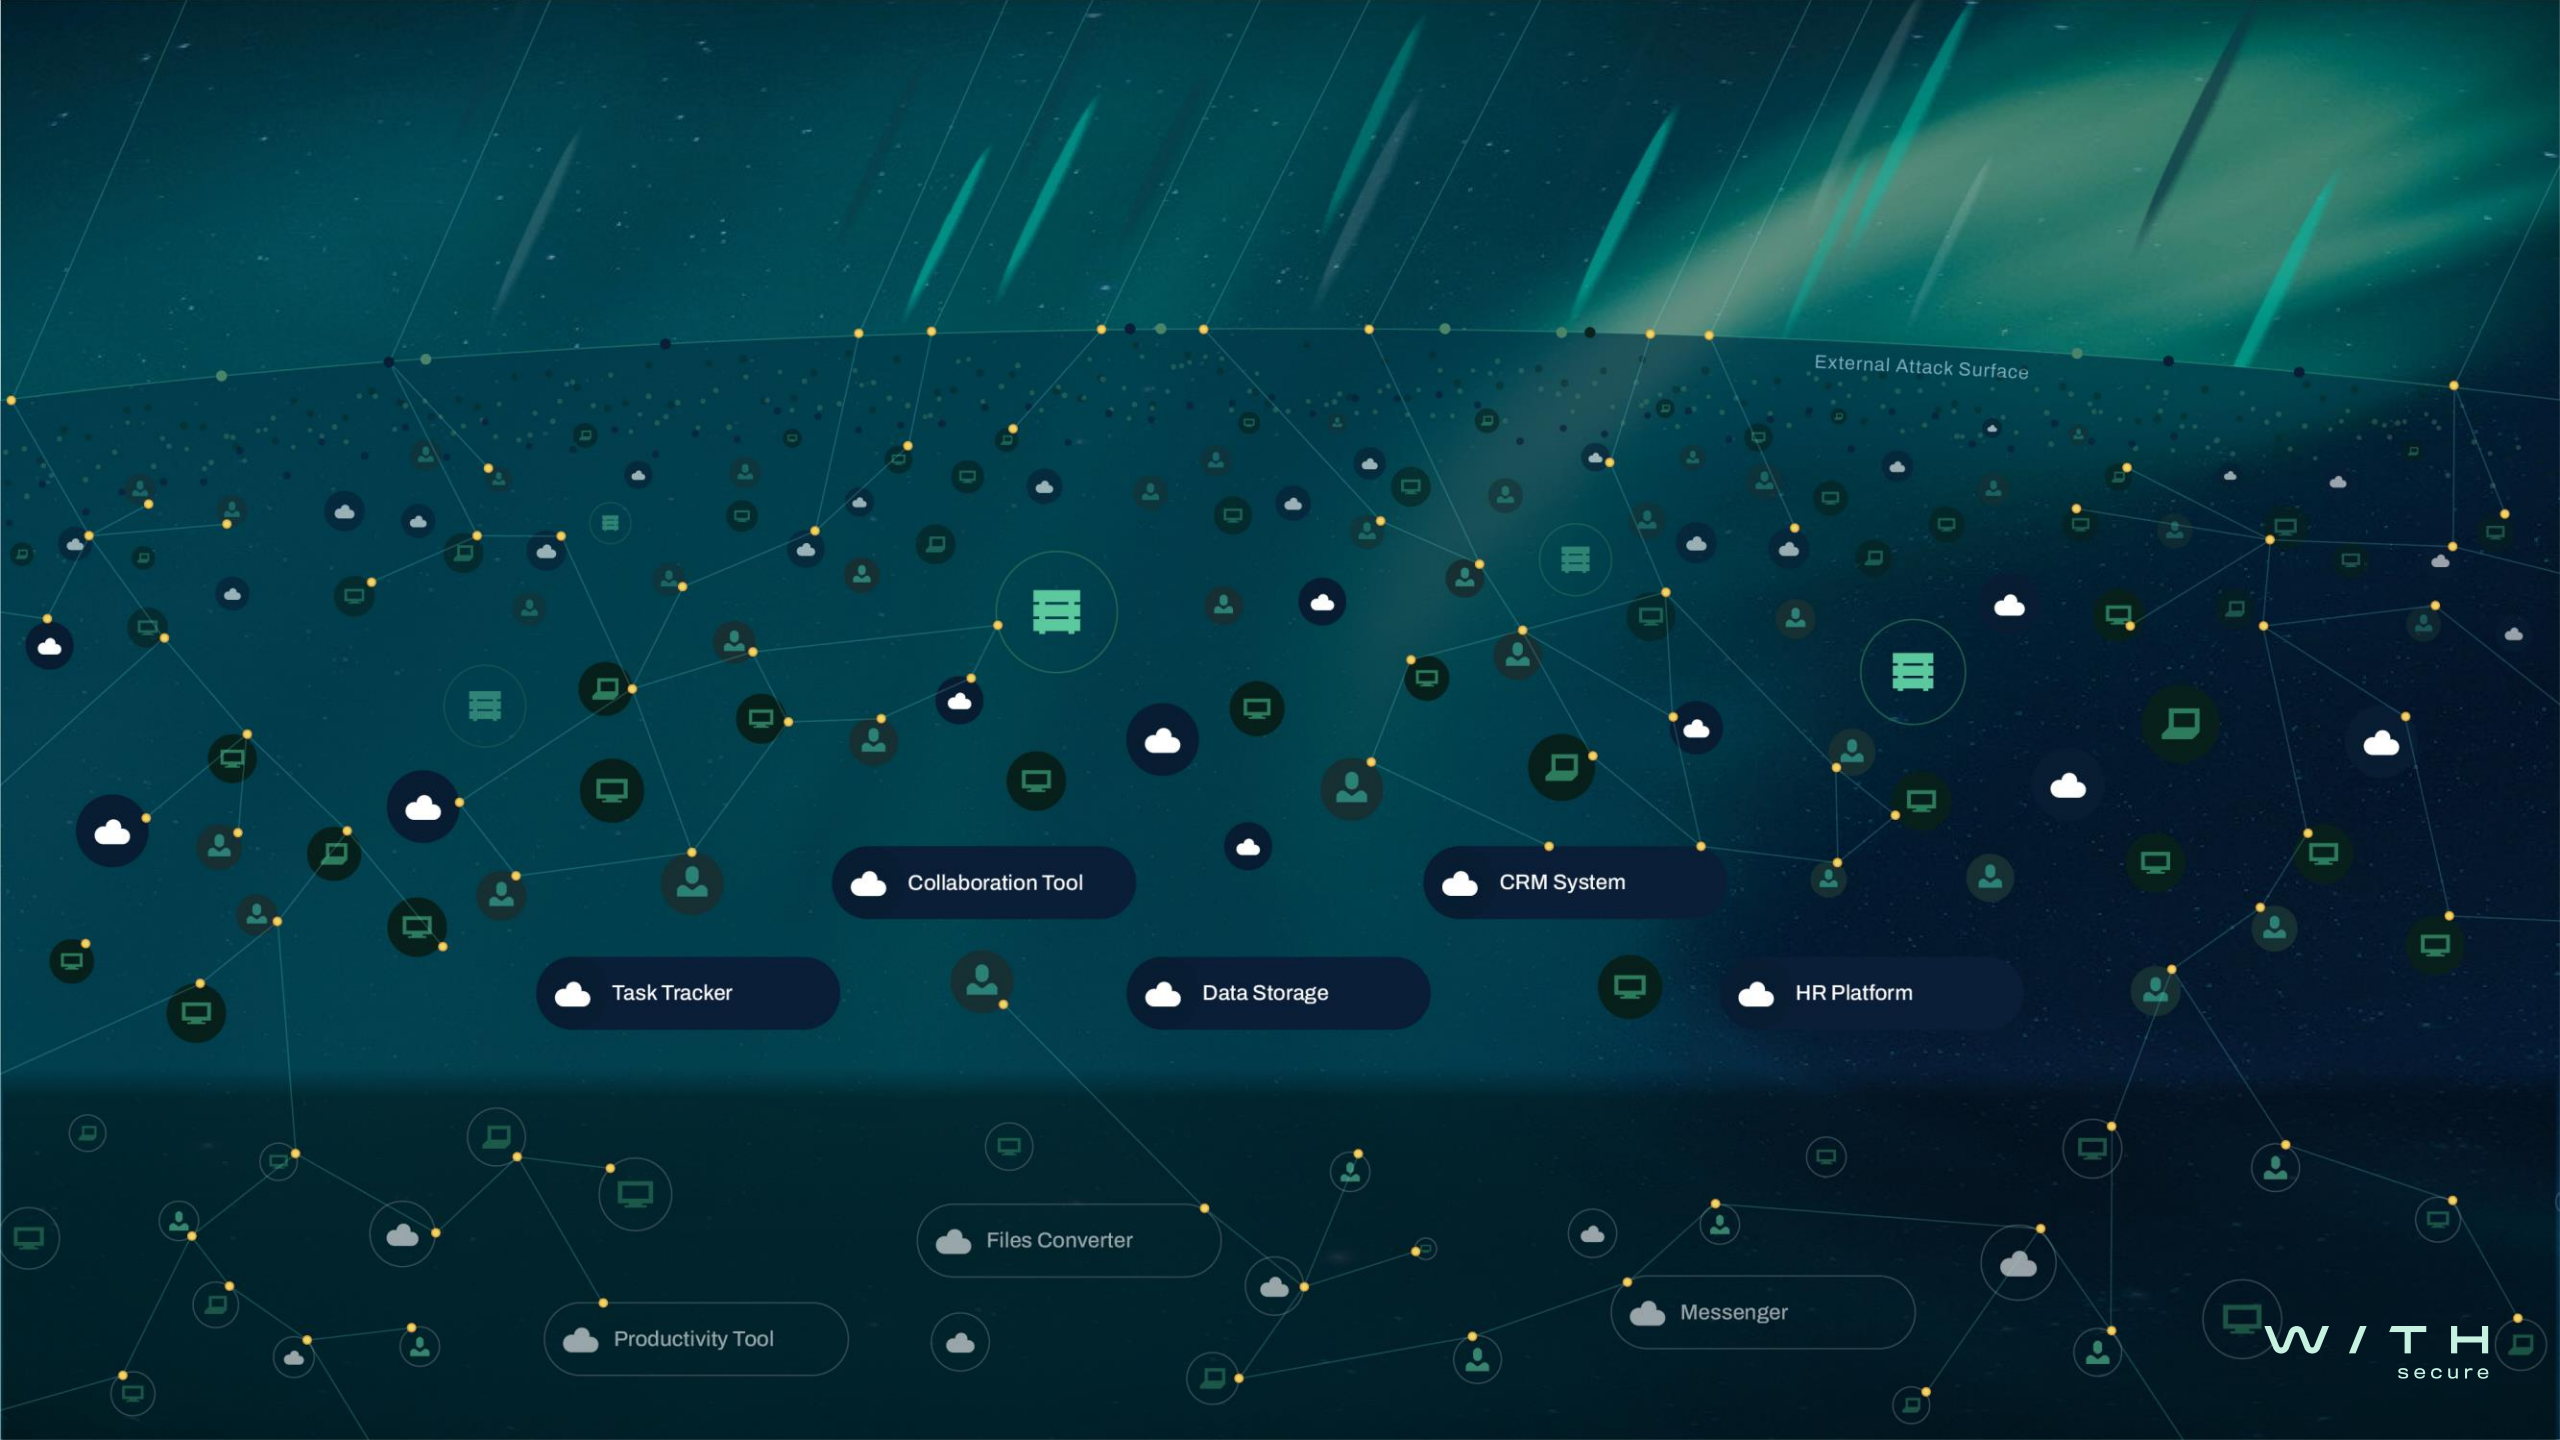 External Attack Surface
Collaboration Tool
CRM System
Task Tracker
Data Storage
HR Platform
Files Converter
Messenger
Productivity Tool
W/TH
secure